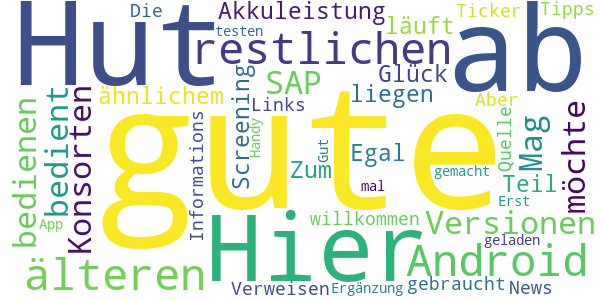 Die
Akkuleistung
Ticker
Tipps
testen
läuft
Hut
ab
restlichen
Glück
SAP
ähnlichem
Links
liegen
Aber
Screening
bedient
Konsorten
bedienen
Informations
Handy
gute
Gut
Egal
Quelle
Mag
möchte
Zum
mal
gemacht
Teil
Erst
App
willkommen
Versionen
Hier
geladen
Android
älteren
Verweisen
Ergänzung
gebraucht
News